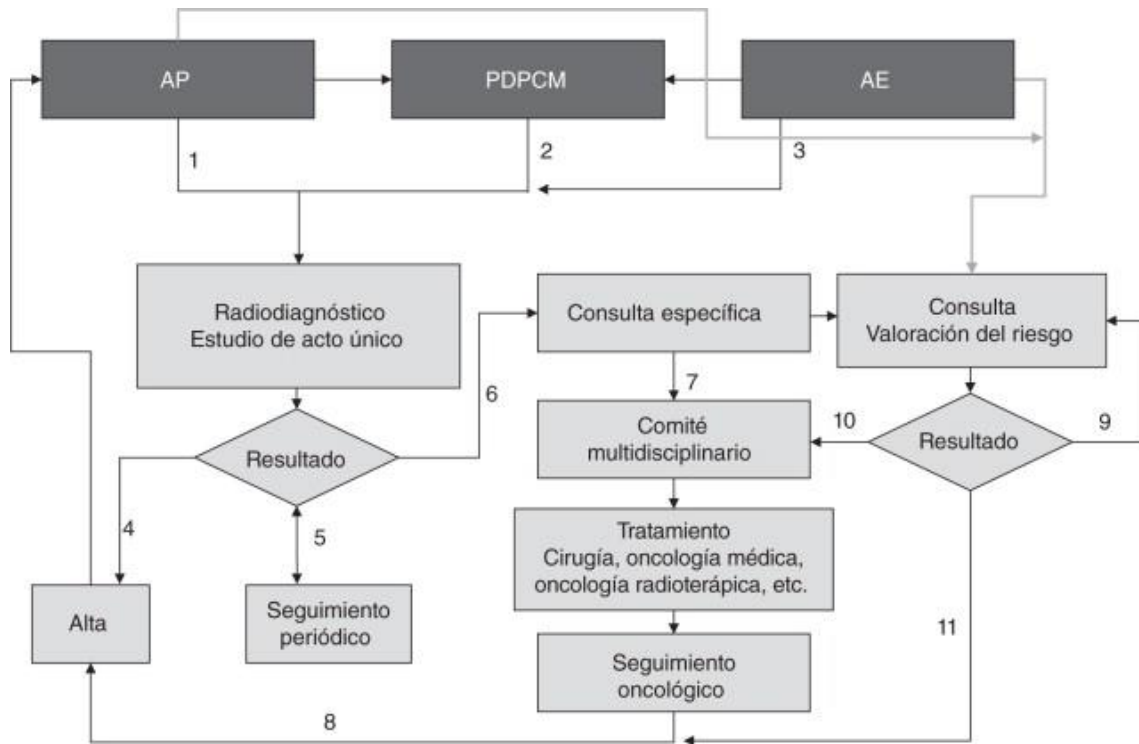 AP
PDPCM
AE
1
2
3
Radiodiagnóstico
Estudio de acto único
Consulta específica
Consulta
Valoración del riesgo
6
7
Resultado
Comité
multidisciplinario
10
Resultado
9
4
5
Tratamiento
Cirugía, oncología médica,
oncología radioterápica, etc.
Alta
Seguimiento
periódico
Seguimiento
oncológico
11
8